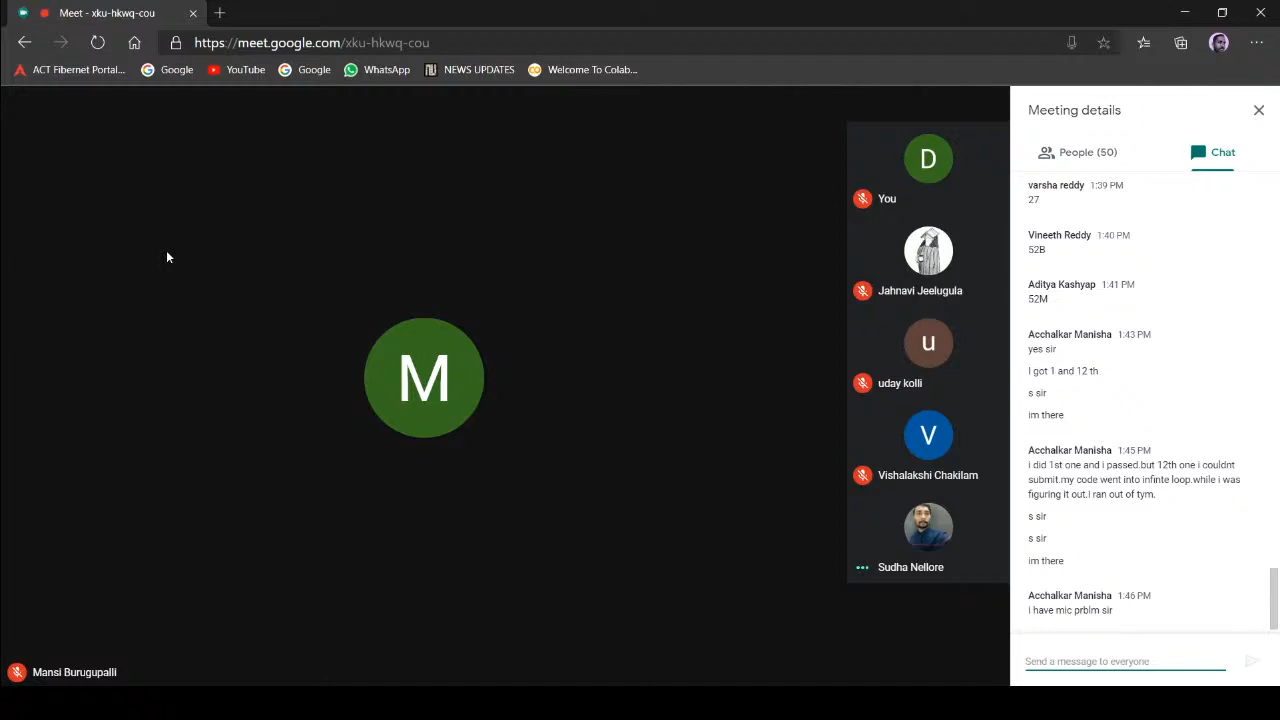 Meet - xku-hkwq-cou
https://meet.google.com/xku-hkwq-cou
ACT Fibernet Portal... Google YouTube Google WhatsApp NEWS UPDATES Welcome To Colab...
M
Mansi Burugupalli
D
You
Jahnavi Jeelugula
u
uday kolli
V
Vishalakshi Chakilam
Sudha Nellore
Meeting details
People (50) Chat
varsha reddy 1:39 PM
27
Vineeth Reddy 1:40 PM
52B
Aditya Kashyap 1:41 PM
52M
Acchalkar Manisha 1:43 PM
yes sir
I got 1 and 12 th
s sir
im there
Acchalkar Manisha 1:45 PM
i did 1st one and i passed.but 12th one i couldnt
submit.my code went into infinte loop.while i was
figuring it out.I ran out of tym.
s sir
s sir
im there
Acchalkar Manisha 1:46 PM
i have mic prblm sir
Send a message to everyone